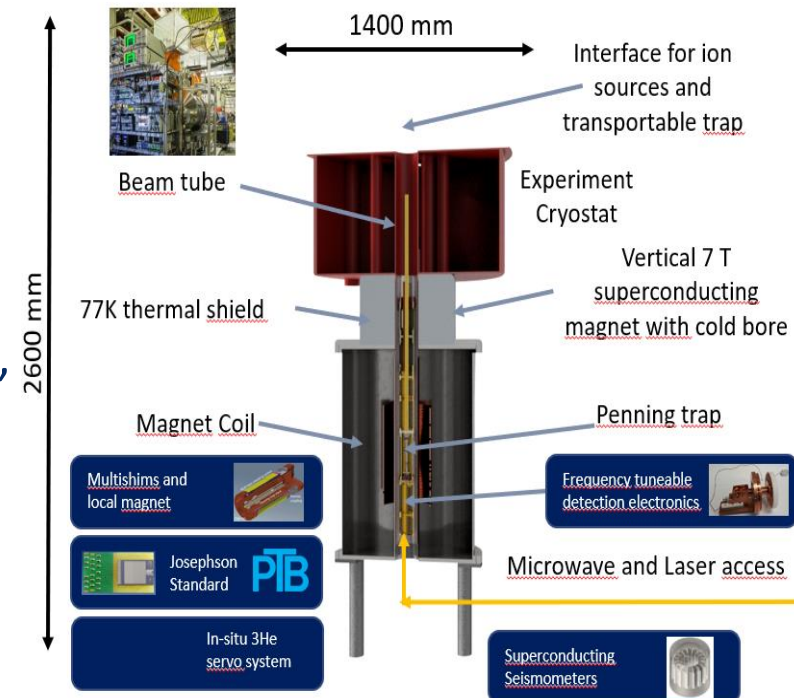 1400 mm
Interface for ion
sources and
transportable trap
Beam tube
Experiment
Cryostat
2600 mm
Vertical 7 T
superconducting
magnet with cold bore
77K thermal shield
,
Magnet Coil
Penning trap
Multishims and
local magnet
Frequency tuneable
detection electronics
Josephson
Standard
PTB
Microwave and Laser access
In-situ 3He
servo system
Superconducting
Seismometers